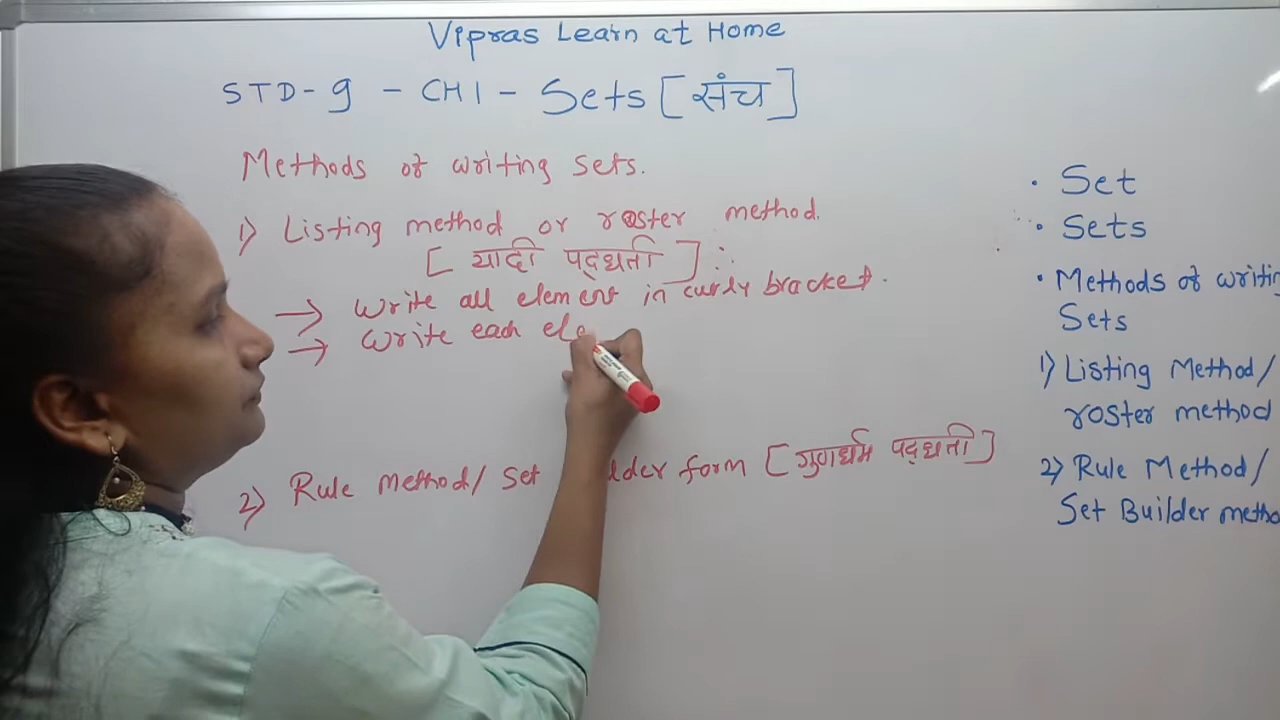 Vipras Learn at Home
STD-9 - CH1 - Sets [संच]
Methods of writing Sets.
1) Listing method or roster method.
[यादी पद्धती]
→ Write all element in curly bracket.
→ Write each ele
2) Rule method/ Set lder form [गुणधर्म पद्धती]
• Set
• Sets
• Methods of writin
Sets
1) Listing Method/
roster method
2) Rule Method/
Set Builder metho